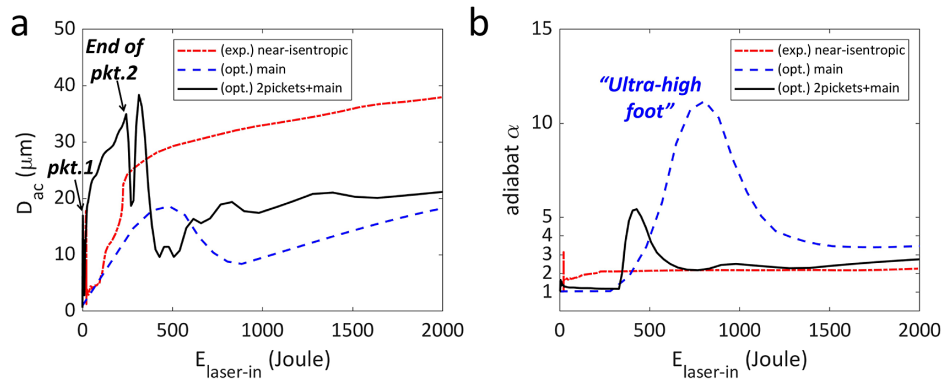 a
50
40
30
20
10
0
D_ac (μm)
0
500
1000
1500
2000
E_laser-in (Joule)
End of
pkt.2
pkt.1
(exp.) near-isentropic
(opt.) main
(opt.) 2pickets+main
b
15
10
5
3
2
1
adiabat α
0
500
1000
1500
2000
E_laser-in (Joule)
“Ultra-high
foot”
(exp.) near-isentropic
(opt.) main
(opt.) 2pickets+main